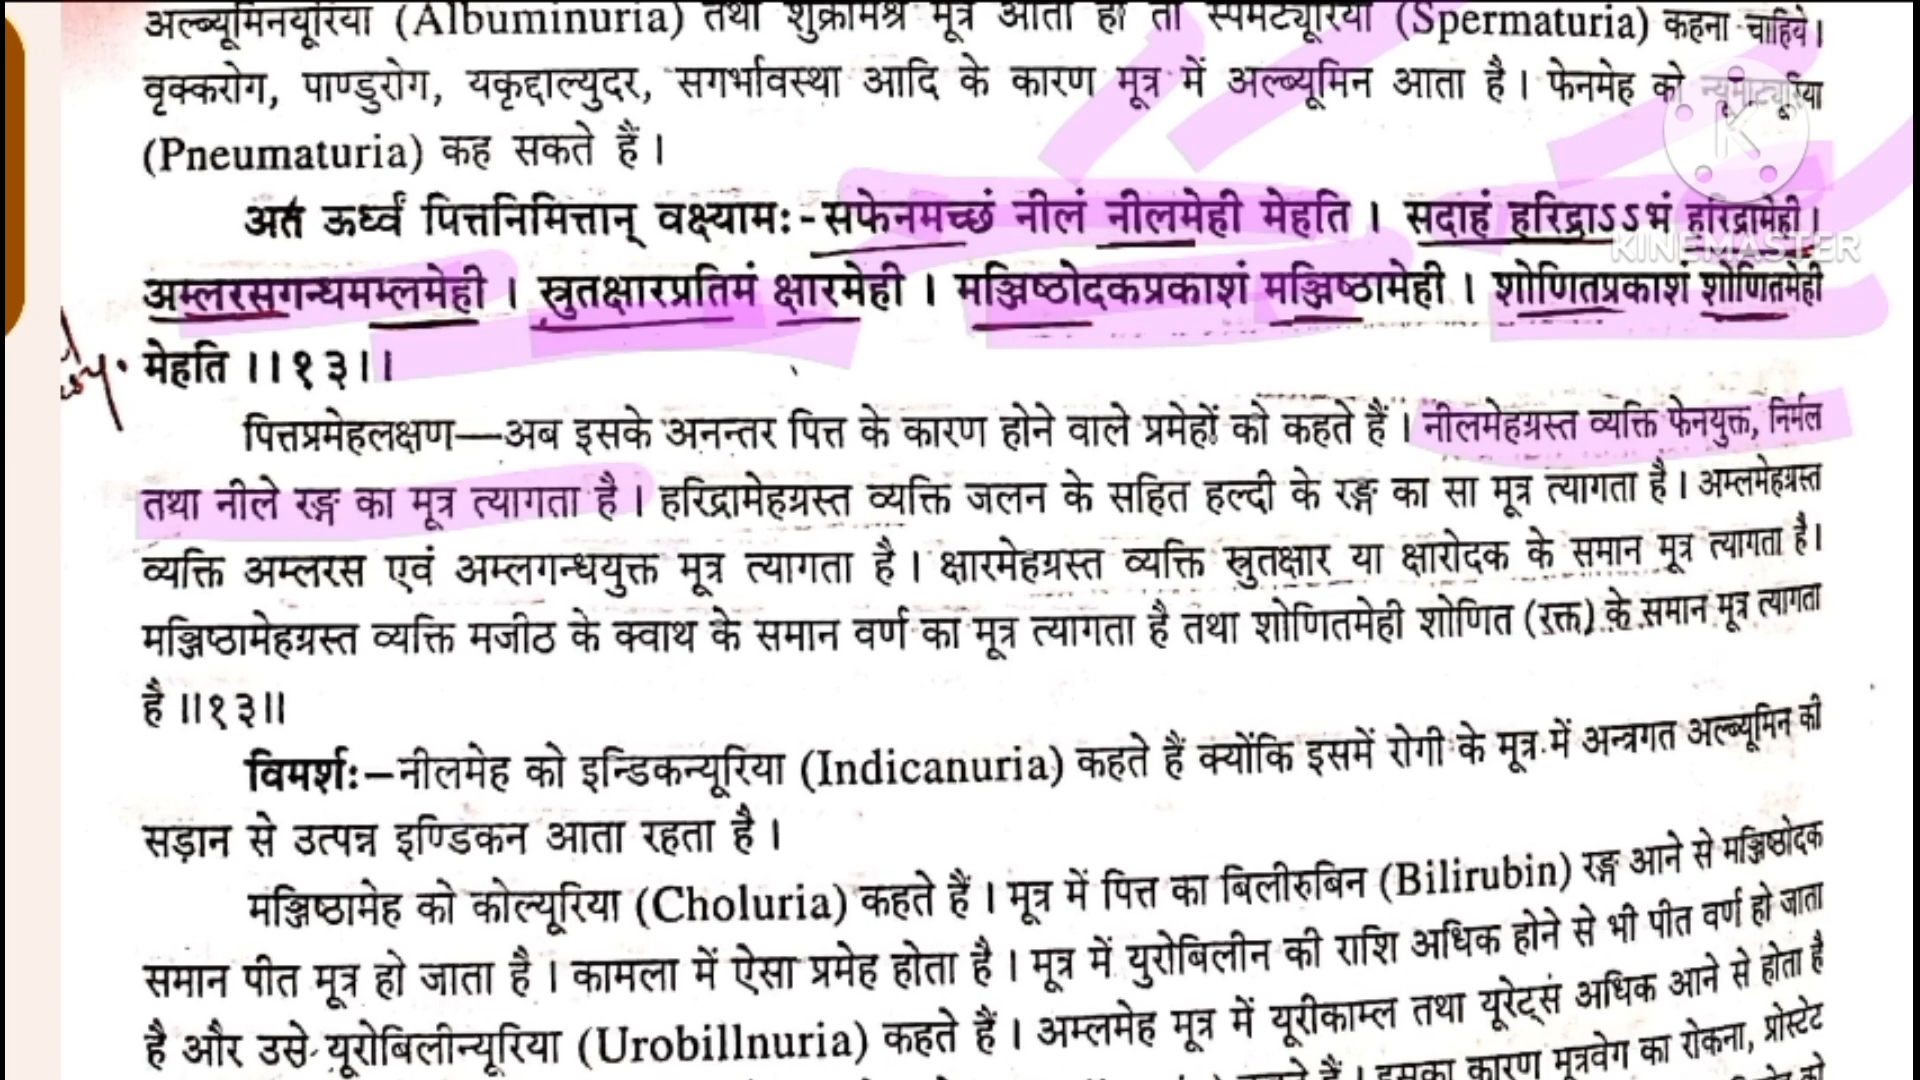 अल्ब्यूमिनयूरिया (Albuminuria) तथा शुक्रमिश्र मूत्र आता हो तो स्पर्मेट्यूरिया (Spermaturia) कहना चाहिये।
वृक्करोग, पाण्डुरोग, यकृद्दाल्युदर, सगर्भावस्था आदि के कारण मूत्र में अल्ब्यूमिन आता है। फेनमेह को न्यूमीट्यूरिया
(Pneumaturia) कह सकते हैं।
अत ऊर्ध्वं पित्तनिमित्तान् वक्ष्यामः-सफेनमच्छं नीलं नीलमेही मेहति। सदाहं हरिद्राऽऽभं हरिद्रामेही।
KINEMASTER
अम्लरसगन्धमम्लमेही। स्रुतक्षारप्रतिमं क्षारमेही। मञ्जिष्ठोदकप्रकाशं मञ्जिष्ठामेही। शोणितप्रकाशं शोणितमेही
मेहति ।।१३।।
पित्तप्रमेहलक्षण—अब इसके अनन्तर पित्त के कारण होने वाले प्रमेहों को कहते हैं। नीलमेहग्रस्त व्यक्ति फेनयुक्त, निर्मल
तथा नीले रङ्ग का मूत्र त्यागता है। हरिद्रामेहग्रस्त व्यक्ति जलन के सहित हल्दी के रङ्ग का सा मूत्र त्यागता है। अम्लमेहग्रस्त
व्यक्ति अम्लरस एवं अम्लगन्धयुक्त मूत्र त्यागता है। क्षारमेहग्रस्त व्यक्ति स्रुतक्षार या क्षारोदक के समान मूत्र त्यागता है।
मञ्जिष्ठामेहग्रस्त व्यक्ति मजीठ के क्वाथ के समान वर्ण का मूत्र त्यागता है तथा शोणितमेही शोणित (रक्त) के समान मूत्र त्यागता
है ॥१३॥
विमर्शः–नीलमेह को इन्डिकन्यूरिया (Indicanuria) कहते हैं क्योंकि इसमें रोगी के मूत्र में अन्त्रगत अल्ब्यूमिन की
सड़ान से उत्पन्न इण्डिकन आता रहता है।
मञ्जिष्ठामेह को कोल्यूरिया (Choluria) कहते हैं। मूत्र में पित्त का बिलीरुबिन (Bilirubin) रङ्ग आने से मञ्जिष्ठोदक
समान पीत मूत्र हो जाता है। कामला में ऐसा प्रमेह होता है। मूत्र में युरोबिलीन की राशि अधिक होने से भी पीत वर्ण हो जाता
है और उसे यूरोबिलीन्यूरिया (Urobillnuria) कहते हैं। अम्लमेह मूत्र में यूरीकाम्ल तथा यूरेट्स अधिक आने से होता है
कहते हैं। इसका कारण मूत्रवेग का रोकना, प्रोस्टेट